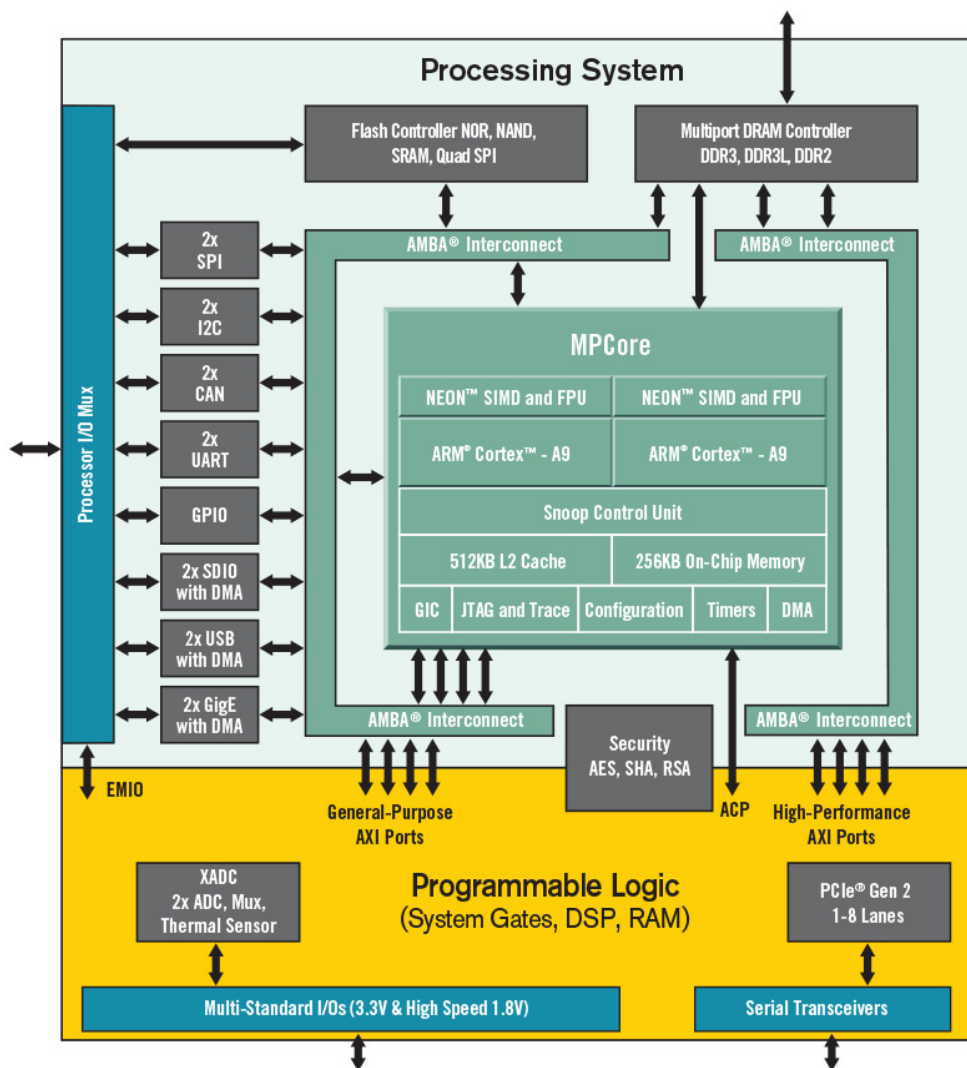 Processing System
Flash Controller NOR, NAND,
SRAM, Quad SPI
Multiport DRAM Controller
DDR3, DDR3L, DDR2
Processor I/O Mux
2x
SPI
2x
I2C
2x
CAN
2x
UART
GPIO
2x SDIO
with DMA
2x USB
with DMA
2x GigE
with DMA
AMBA® Interconnect
AMBA® Interconnect
MPCore
NEON™ SIMD and FPU
NEON™ SIMD and FPU
ARM® Cortex™ - A9
ARM® Cortex™ - A9
Snoop Control Unit
512KB L2 Cache
256KB On-Chip Memory
GIC
JTAG and Trace
Configuration
Timers
DMA
AMBA® Interconnect
AMBA® Interconnect
Security
AES, SHA, RSA
EMIO
General-Purpose
AXI Ports
ACP
High-Performance
AXI Ports
XADC
2x ADC, Mux,
Thermal Sensor
Programmable Logic
(System Gates, DSP, RAM)
PCIe® Gen 2
1-8 Lanes
Multi-Standard I/Os (3.3V & High Speed 1.8V)
Serial Transceivers